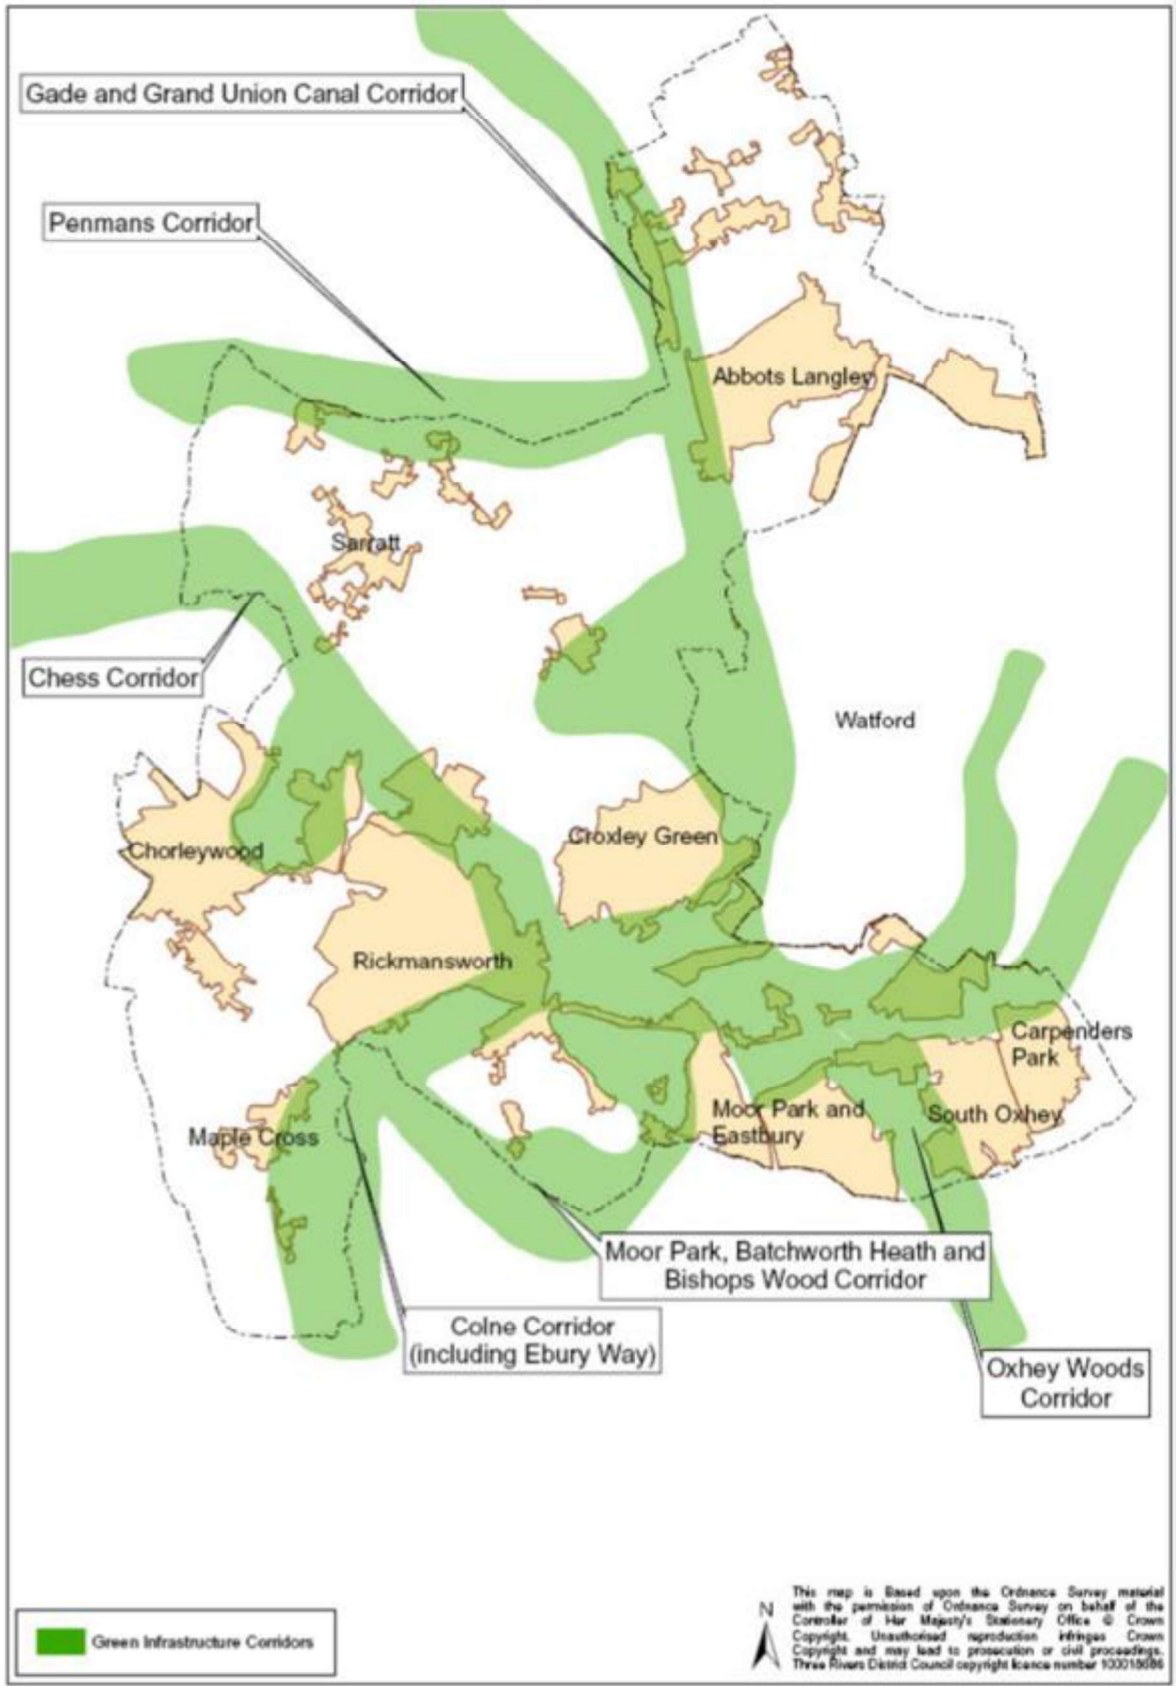 Gade and Grand Union Canal Corridor
Penmans Corridor
Abbots Langley
Sarratt
Chess Corridor
Watford
Chorleywood
Croxley Green
Rickmansworth
Carpenders
Park
Moor Park and
Eastbury
South Oxhey
Maple Cross
Moor Park, Batchworth Heath and
Bishops Wood Corridor
Colne Corridor
(including Ebury Way)
Oxhey Woods
Corridor
Green Infrastructure Corridors
N
This map is Based upon the Ordnance Survey material
with the permission of Ordnance Survey on behalf of the
Controller of Her Majesty's Stationery Office © Crown
Copyright. Unauthorised reproduction infringes Crown
Copyright and may lead to prosecution or civil proceedings.
Three Rivers District Council copyright licence number 100018686